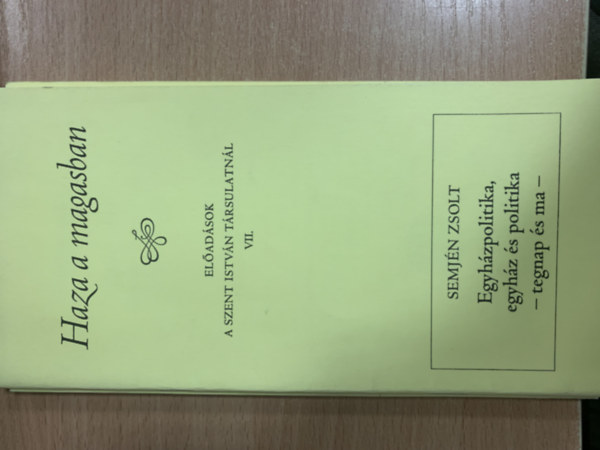 Haza a magasban
ELŐADÁSOK
A SZENT ISTVÁN TÁRSULATNÁL
VII.
SEMJÉN ZSOLT
Egyházpolitika,
egyház és politika
– tegnap és ma –